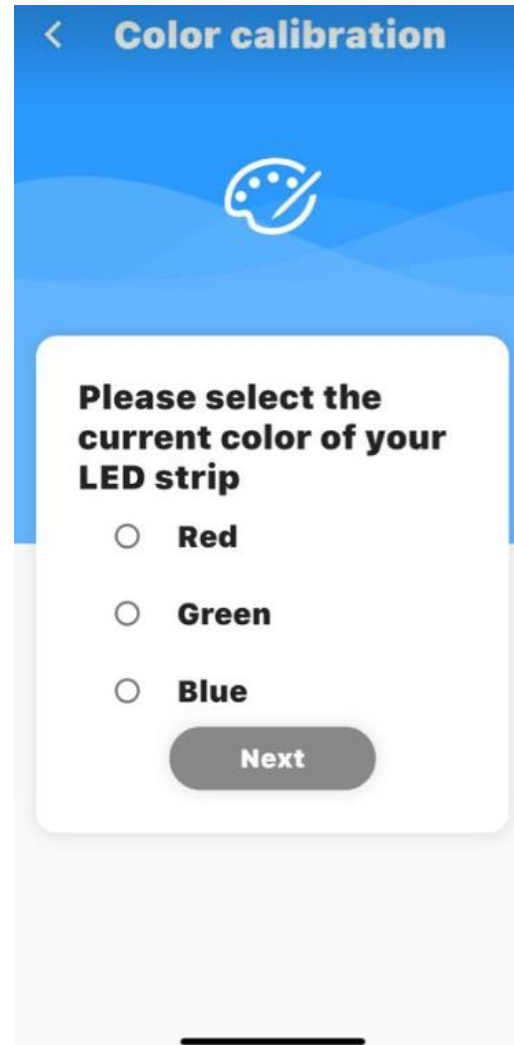 Color calibration
Please select the
current color of your
LED strip
Red
Green
Blue
Next